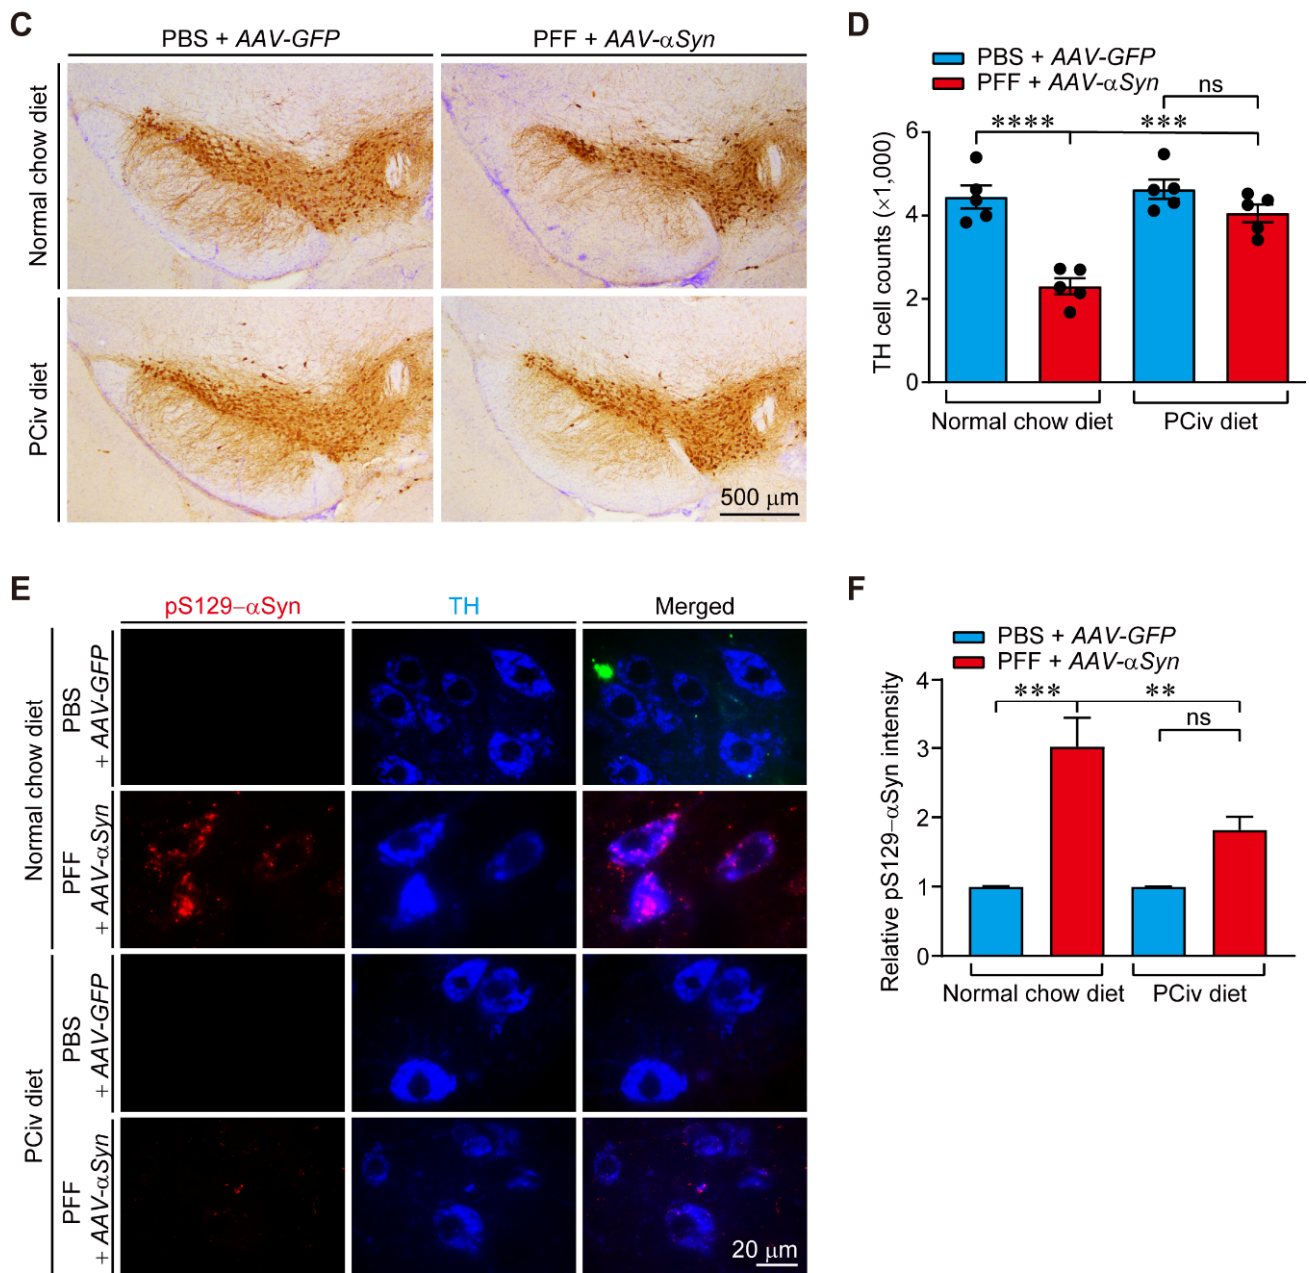 C
PBS + AAV-GFP
PFF + AAV-αSyn
Normal chow diet
PCiv diet
500 μm
D
PBS + AAV-GFP
PFF + AAV-αSyn
ns
**** ***
TH cell counts (×1,000)
6
4
2
0
Normal chow diet
PCiv diet
E
pS129–αSyn
TH
Merged
Normal chow diet
PBS
+ AAV-GFP
PFF
+ AAV-αSyn
PCiv diet
PBS
+ AAV-GFP
PFF
+ AAV-αSyn
20 μm
F
PBS + AAV-GFP
PFF + AAV-αSyn
*** **
ns
Relative pS129–αSyn intensity
4
3
2
1
0
Normal chow diet
PCiv diet